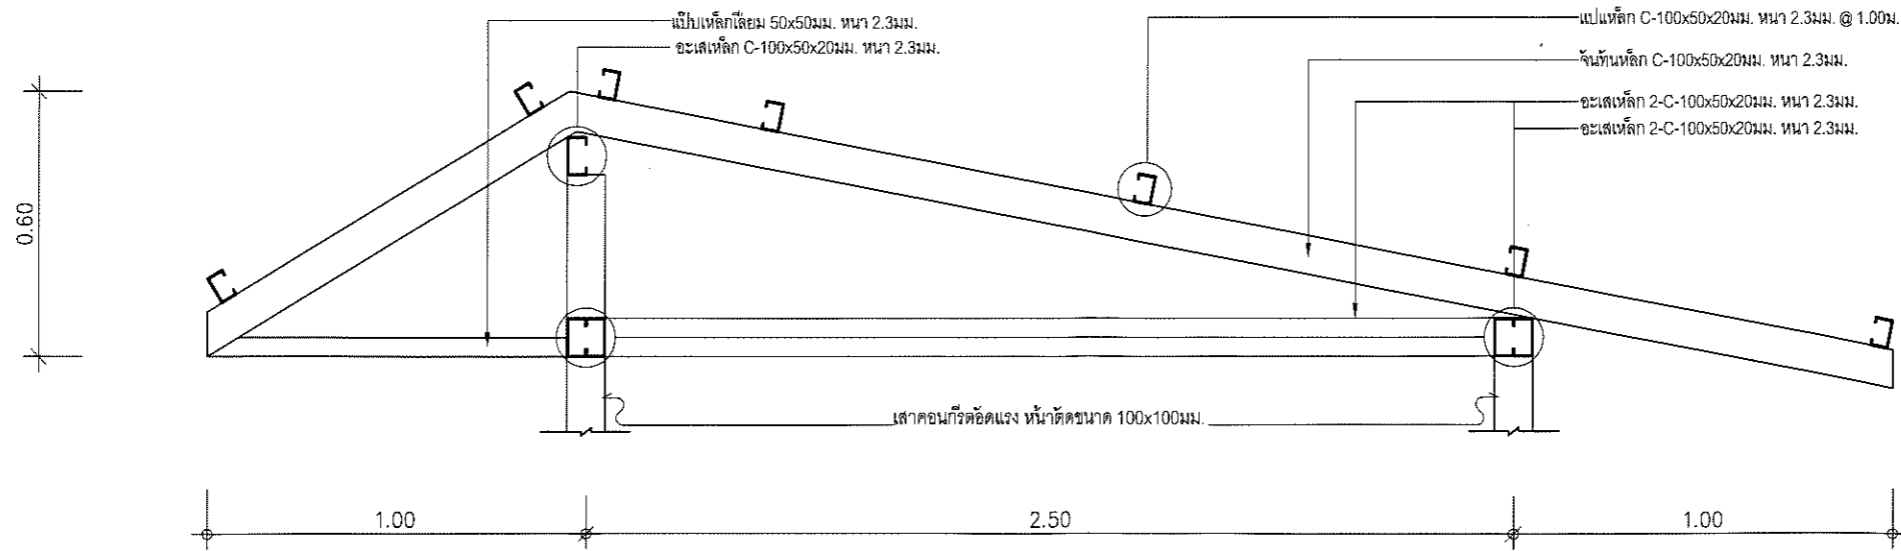 แป๊บเหล็กเลี่ยม 50x50มม. หนา 2.3มม.
อะเสเหล็ก C-100x50x20มม. หนา 2.3มม.
แปเหล็ก C-100x50x20มม. หนา 2.3มม. @ 1.00ม.
จันทันหล็ก C-100x50x20มม. หนา 2.3มม.
อะเสเหล็ก 2-C-100x50x20มม. หนา 2.3มม.
อะเสเหล็ก 2-C-100x50x20มม. หนา 2.3มม.
0.60
เสาคอนกรีตอัดแรง หน้าตัดขนาด 100x100มม.
1.00 2.50 1.00